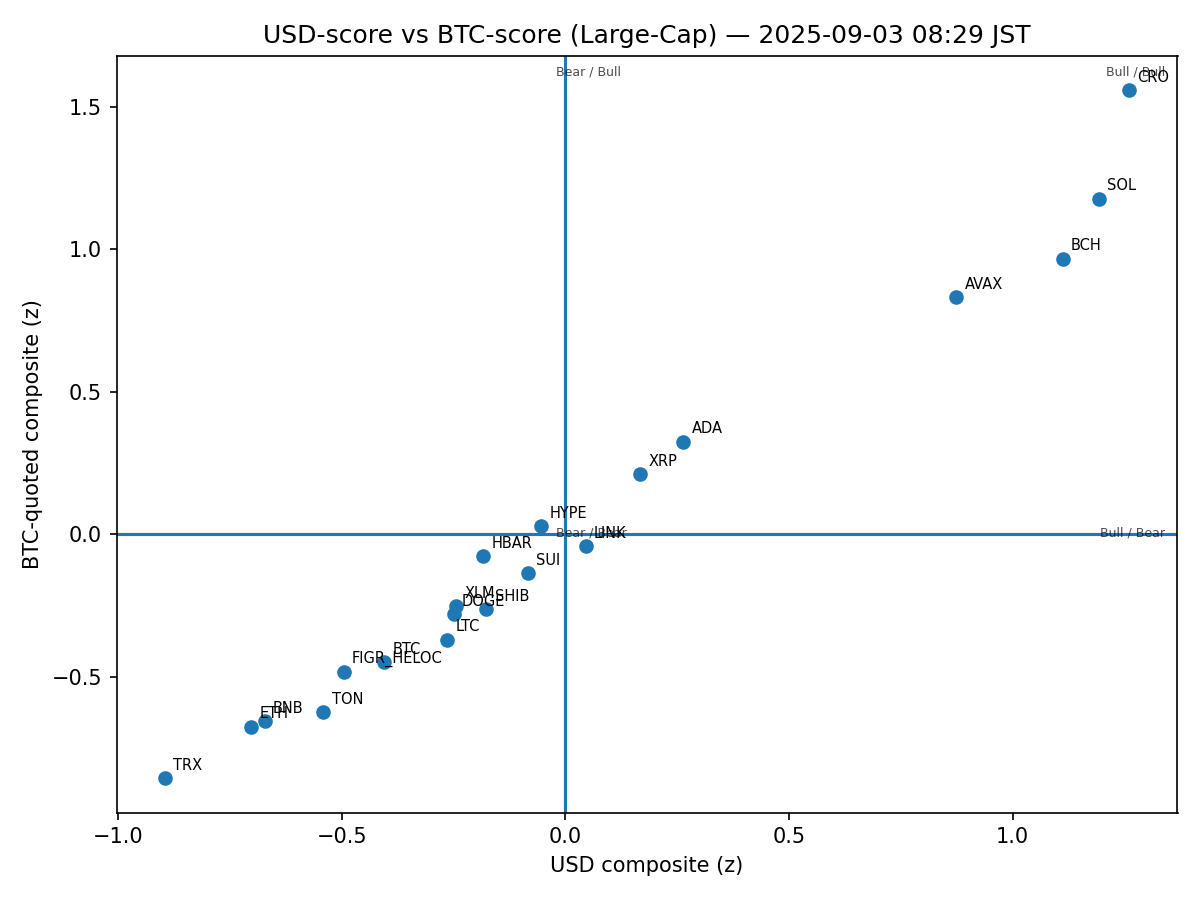 USD-score vs BTC-score (Large-Cap) — 2025-09-03 08:29 JST
Bear / Bull
Bull / Bull
CRO
1.5
SOL
BCH
1.0
AVAX
0.5
ADA
XRP
HYPE
0.0
Bear / Bear
LINK
Bull / Bear
HBAR
SUI
XLM
SHIB
DOGE
LTC
BTC
FIGR_HELOC
−0.5
TON
BNB
ETH
TRX
−1.0
−0.5
0.0
0.5
1.0
USD composite (z)
BTC-quoted composite (z)